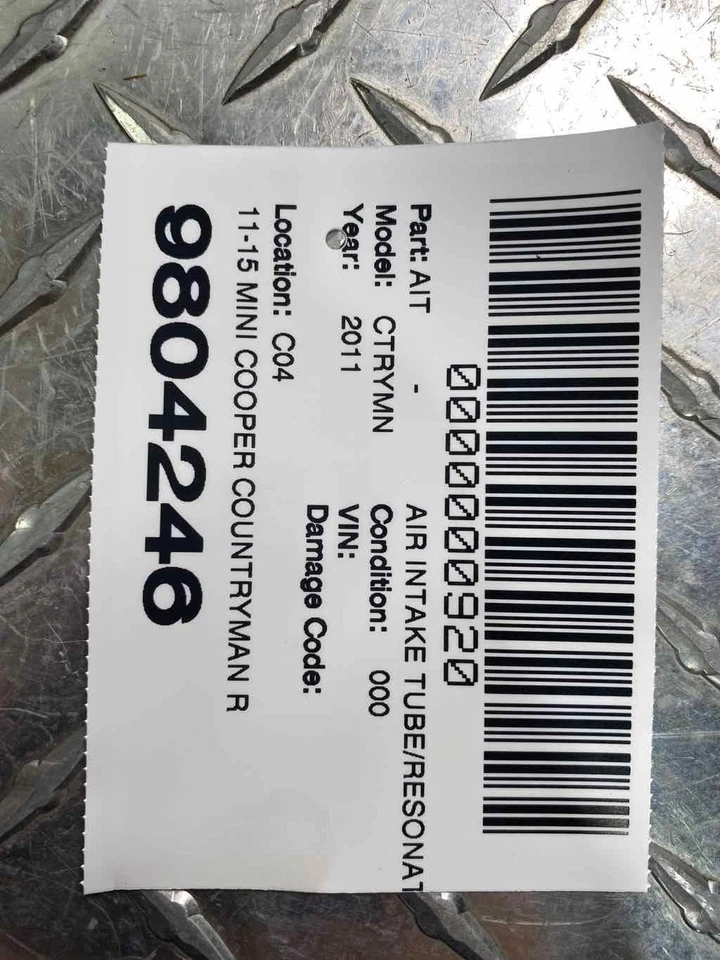 0000000920
Part: AIT - AIR INTAKE TUBE/RESONAT
Model: CTRYMN Condition: 000
Year: 2011 VIN:
Damage Code:
Location: C04
11-15 MINI COOPER COUNTRYMAN R
9804246